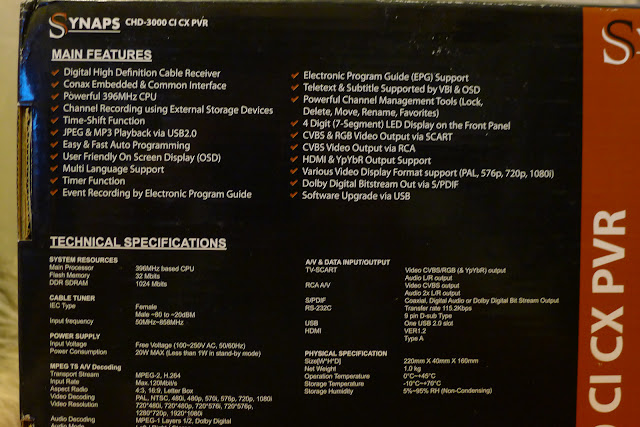 SYNAPS CHD-3000 CI CX PVR
MAIN FEATURES
✓ Digital High Definition Cable Receiver
✓ Conax Embedded & Common Interface
✓ Powerful 396MHz CPU
✓ Channel Recording using External Storage Devices
✓ Time-Shift Function
✓ JPEG & MP3 Playback via USB2.0
✓ Easy & Fast Auto Programming
✓ User Friendly On Screen Display (OSD)
✓ Multi Language Support
✓ Timer Function
✓ Event Recording by Electronic Program Guide
✓ Electronic Program Guide (EPG) Support
✓ Teletext & Subtitle Supported by VBI & OSD
✓ Powerful Channel Management Tools (Lock,
Delete, Move, Rename, Favorites)
✓ 4 Digit (7-Segment) LED Display on the Front Panel
✓ CVBS & RGB Video Output via SCART
✓ CVBS Video Output via RCA
✓ HDMI & YpYbR Output Support
✓ Various Video Display Format support (PAL, 576p, 720p, 1080i)
✓ Dolby Digital Bitstream Out via S/PDIF
✓ Software Upgrade via USB
TECHNICAL SPECIFICATIONS
SYSTEM RESOURCES
Main Processor 396MHz based CPU
Flash Memory 32 Mbits
DDR SDRAM 1024 Mbits
CABLE TUNER
IEC Type Female
Male -80 to -20dBM
Input frequency 50MHz~858MHz
POWER SUPPLY
Input Voltage Free Voltage (100~250V AC, 50/60Hz)
Power Consumption 20W MAX (Less than 1W in stand-by mode)
MPEG TS A/V Decoding
Transport Stream MPEG-2, H.264
Input Rate Max.120Mbit/s
Aspect Radio 4:3, 16:9, Letter Box
Video Decoding PAL, NTSC, 480i, 480p, 576i, 576p, 720p, 1080i
Video Resolution 720*480i, 720*480p, 720*576i, 720*576p,
1280*720p, 1920*1080i
Audio Decoding MPEG-1 Layers 1/2, Dolby Digital
Audio Mode
A/V & DATA INPUT/OUTPUT
TV-SCART Video CVBS/RGB (& YpYbR) output
Audio L/R output
RCA A/V Video CVBS output
Audio 2x L/R output
S/PDIF Coaxial, Digital Audio or Dolby Digital Bit Stream Output
RS-232C Transfer rate 115.2Kbps
9 pin D-sub Type
USB One USB 2.0 slot
HDMI VER1.2
Type A
PHYSICAL SPECIFICATION
Size[W*H*D] 220mm X 40mm X 160mm
Net Weight 1.0 kg
Operation Temperature 0°C~+45°C
Storage Temperature -10°C~+70°C
Storage Humidity 5%~95% RH (Non-Condensing)
S
CI CX PVR